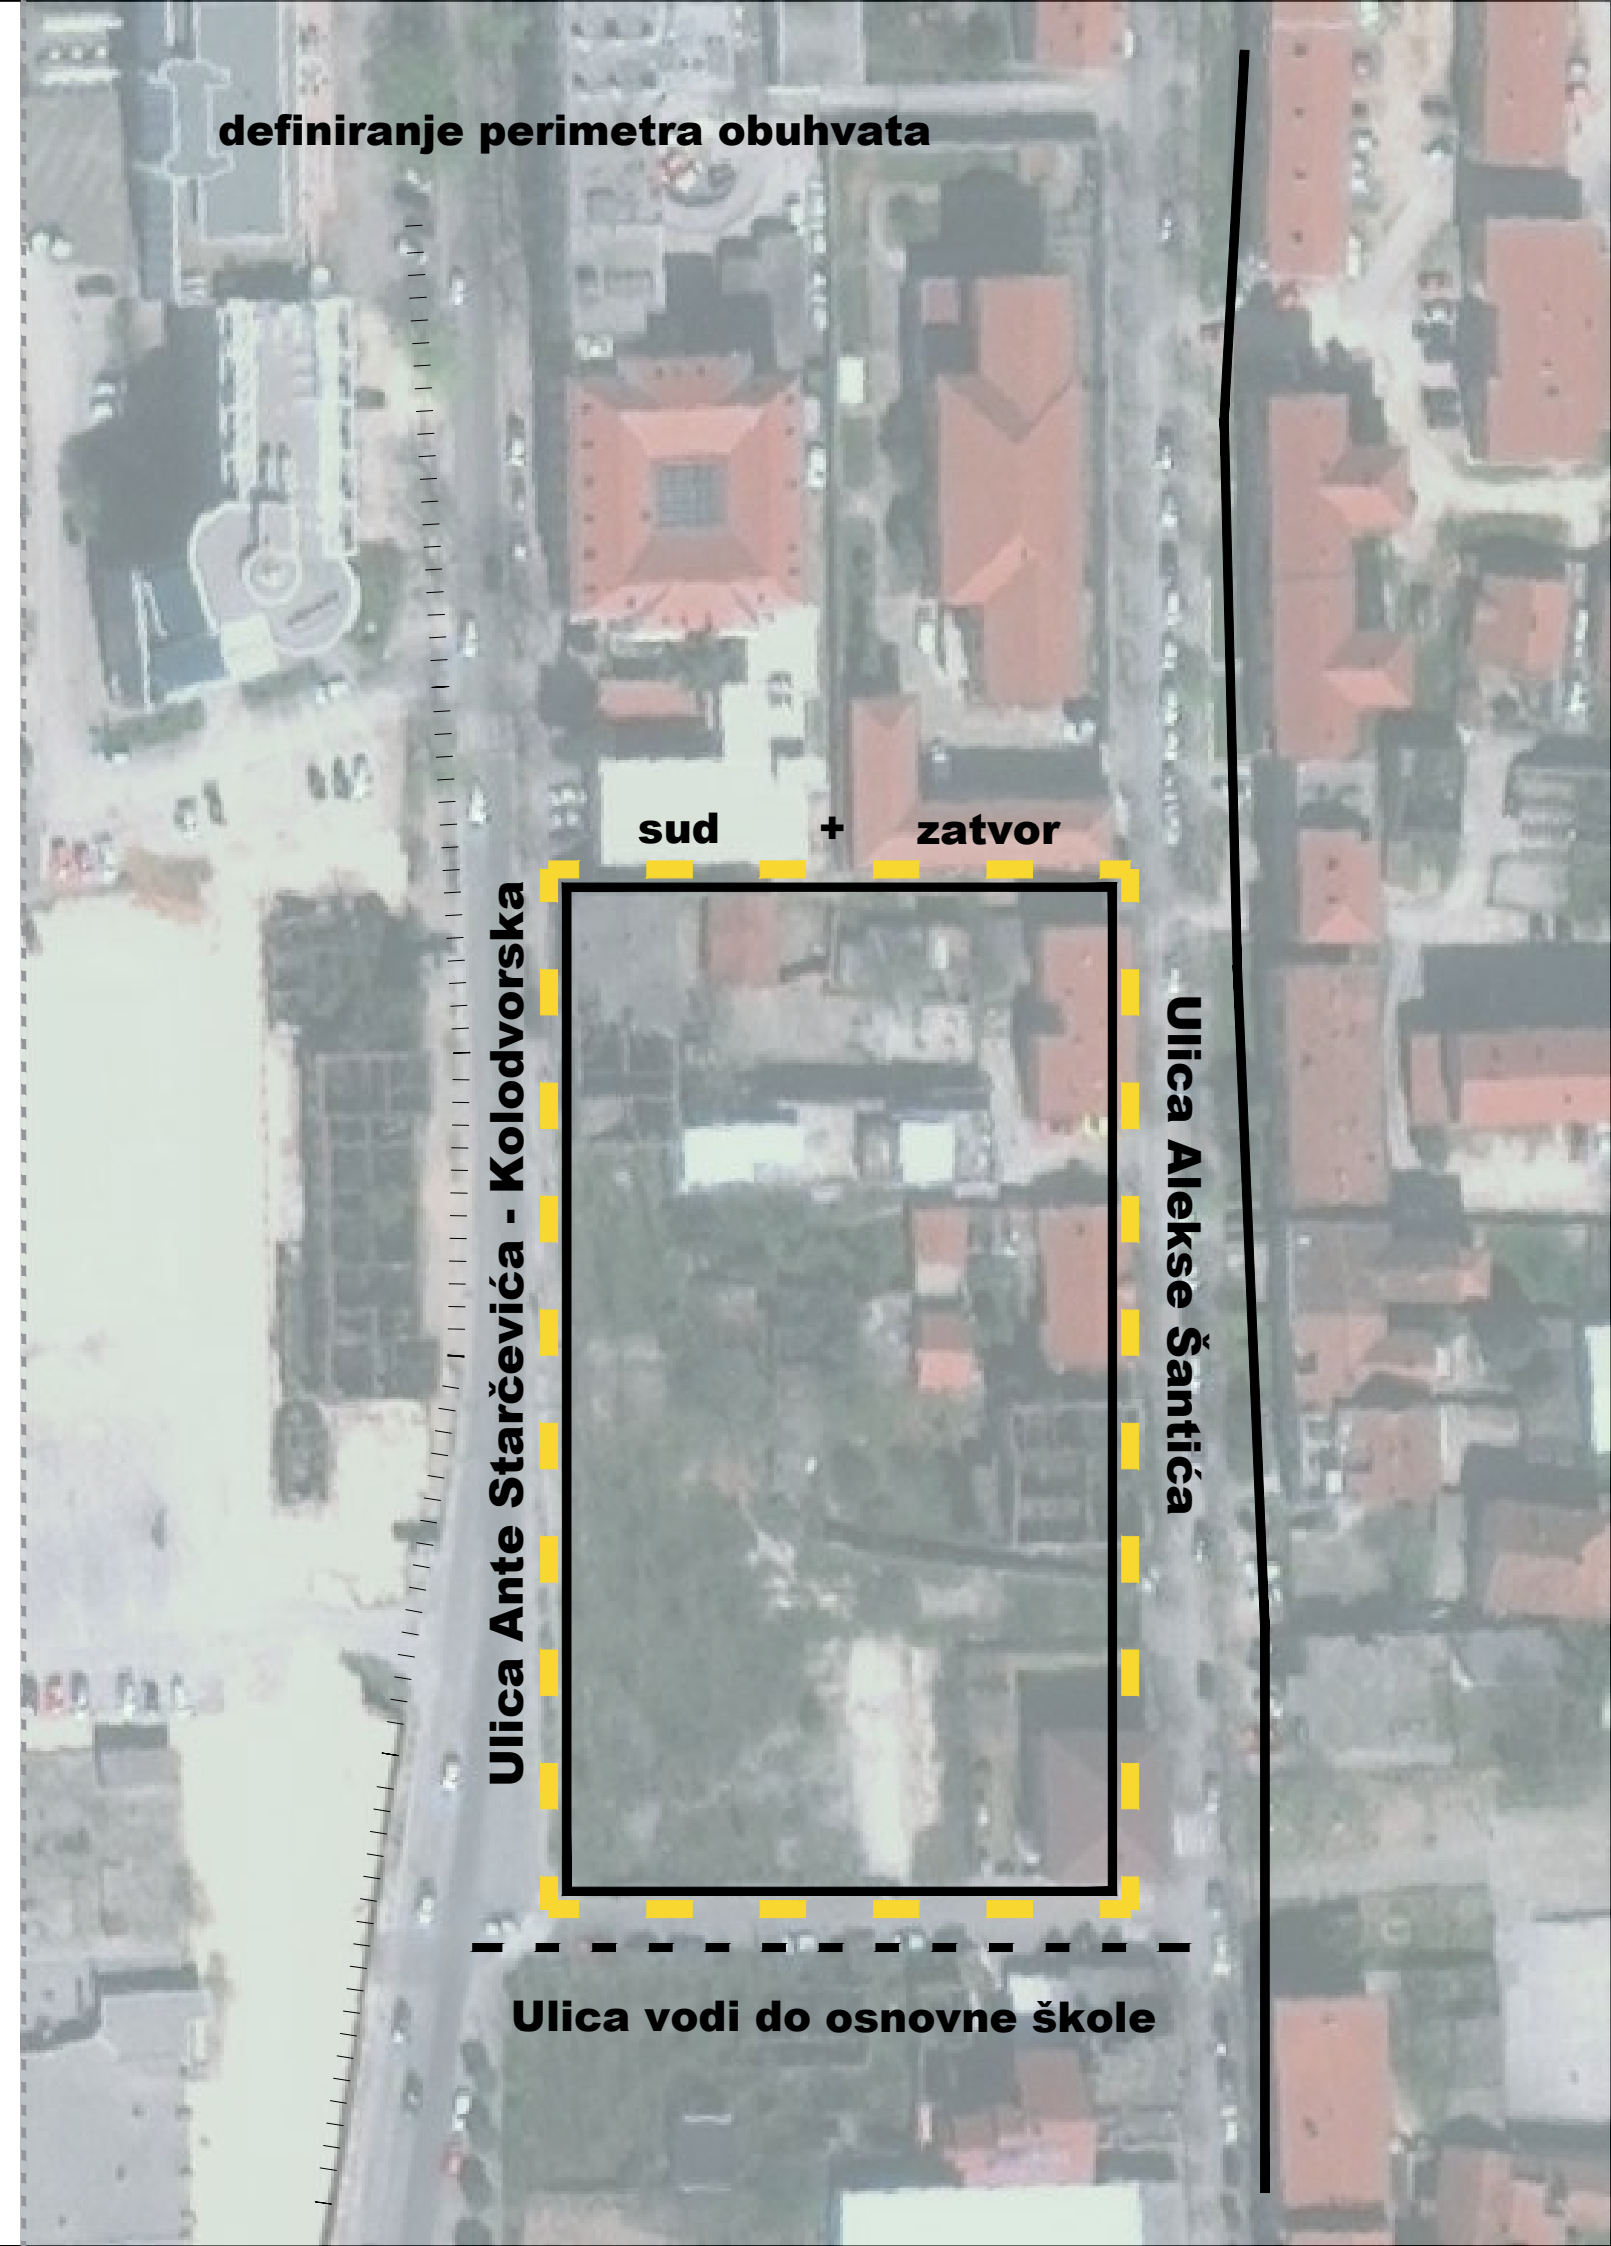 definiranje perimetra obuhvata
sud + zatvor
Ulica Ante Starčevića - Kolodvorska
Ulica Alekse Šantića
Ulica vodi do osnovne škole